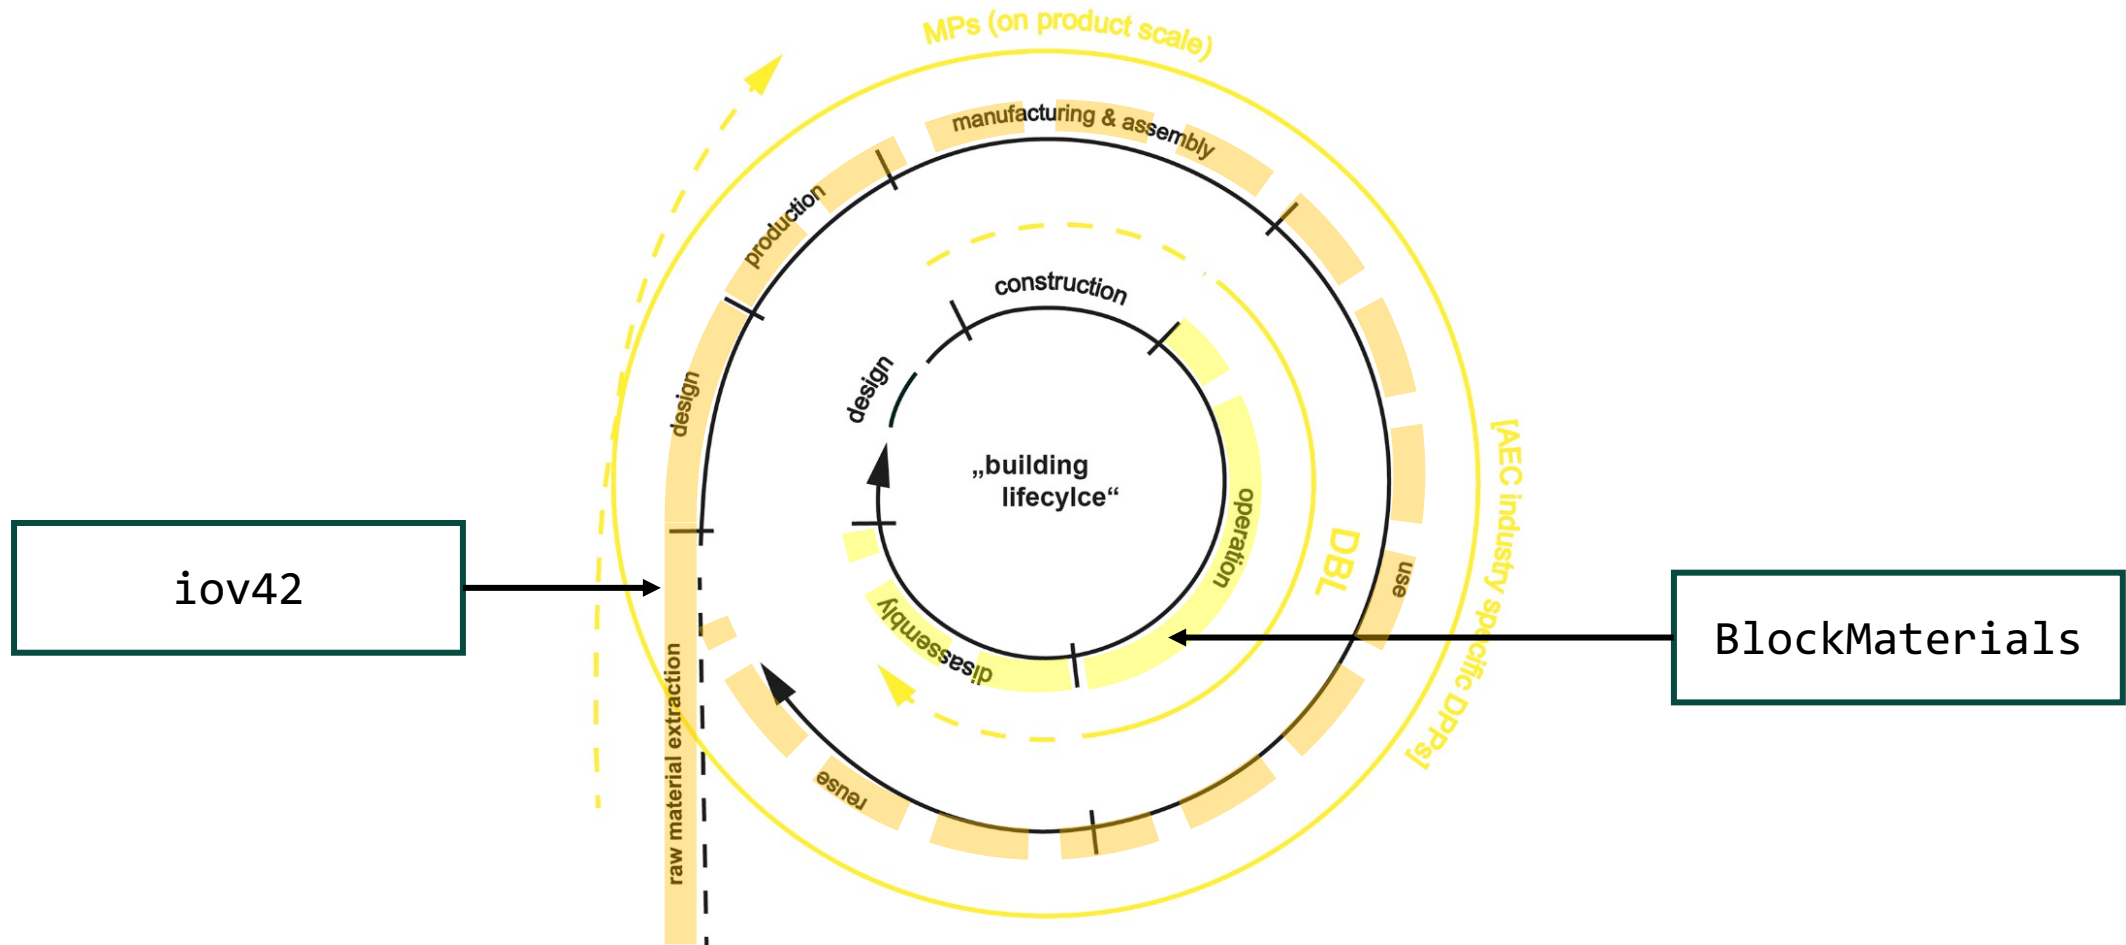 MPs (on product scale)
manufacturing & assembly
production
construction
design
design
„building
lifecylce“
[AEC industry specific DPPs]
operation
DBL
use
iov42
BlockMaterials
disassembly
raw material extraction
reuse